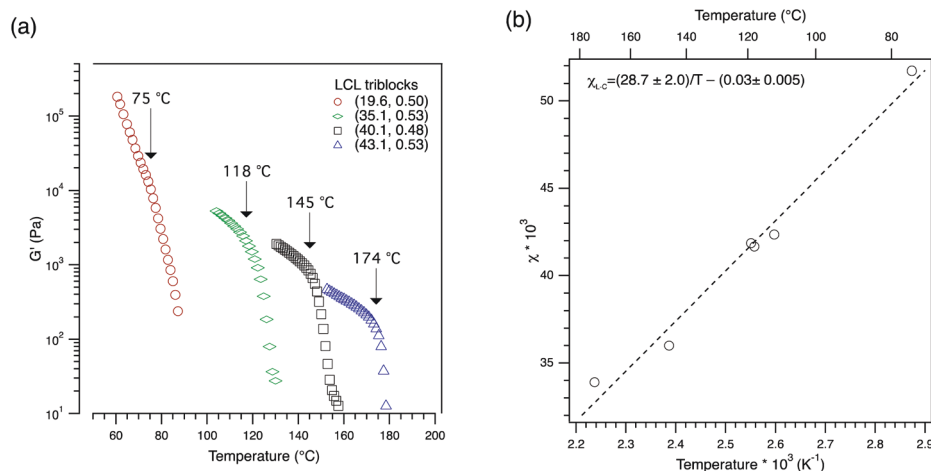 (a)
LCL triblocks
(19.6, 0.50)
(35.1, 0.53)
(40.1, 0.48)
(43.1, 0.53)
75 °C
118 °C
145 °C
174 °C
G' (Pa)
10^5
10^4
10^3
10^2
10^1
60 80 100 120 140 160 180 200
Temperature (°C)
(b)
Temperature (°C)
180 160 140 120 100 80
χ_L-C=(28.7 ± 2.0)/T − (0.03± 0.005)
χ * 10^3
50
45
40
35
2.2 2.3 2.4 2.5 2.6 2.7 2.8 2.9
Temperature * 10^3 (K^-1)